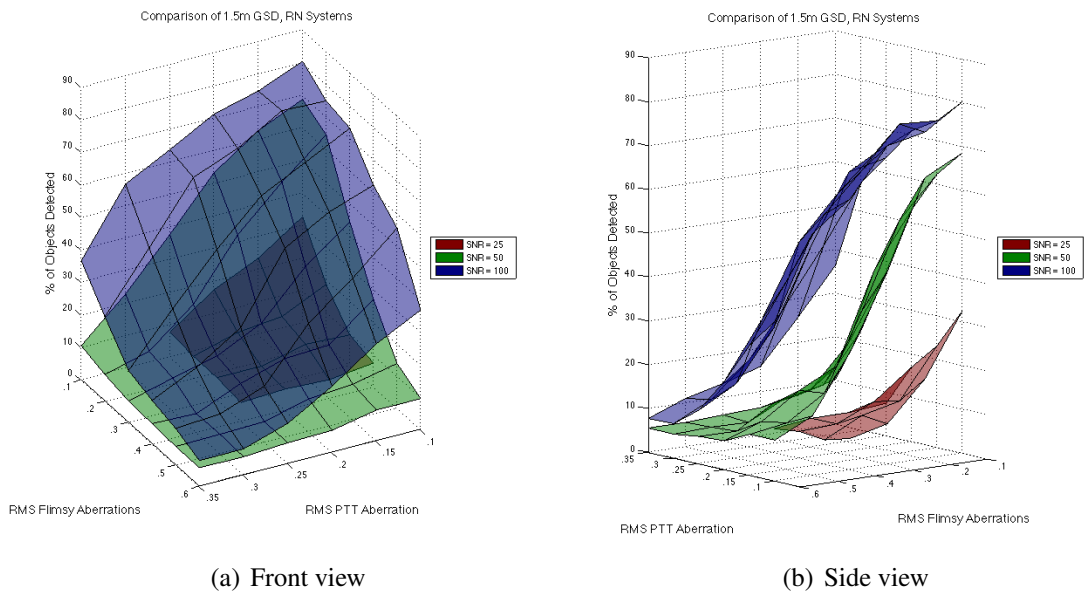 Comparison of 1.5m GSD, RN Systems
% of Objects Detected
90
80
70
60
50
40
30
20
10
0
.1
.2
.3
.4
.5
.6
.35
.3
.25
.2
.15
.1
RMS Flimsy Aberrations
RMS PTT Aberration
SNR = 25
SNR = 50
SNR = 100
(a) Front view
Comparison of 1.5m GSD, RN Systems
% of Objects Detected
90
80
70
60
50
40
30
20
10
0
.35
.3
.25
.2
.15
.1
.6
.5
.4
.3
.2
.1
RMS PTT Aberration
RMS Flimsy Aberrations
SNR = 25
SNR = 50
SNR = 100
(b) Side view